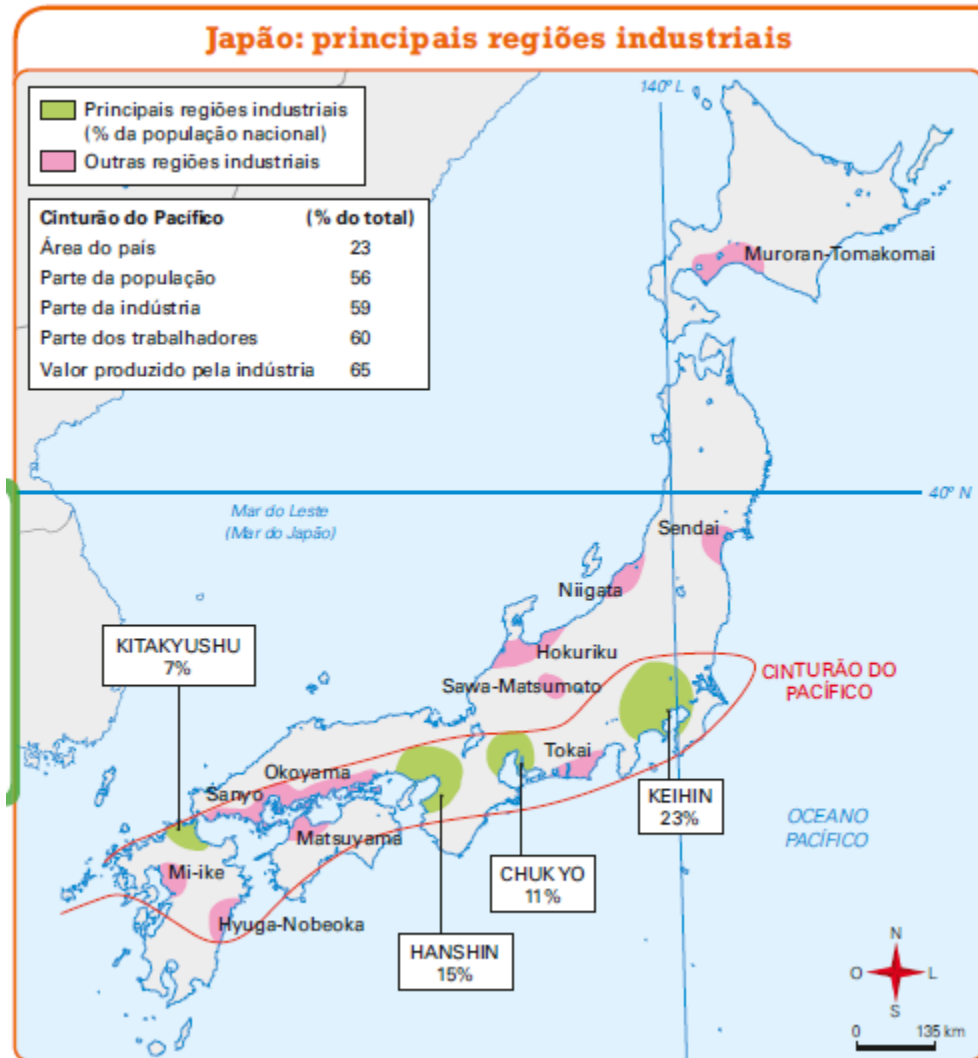 Japão: principais regiões industriais
140º L
Principais regiões industriais
(% da população nacional)
Outras regiões industriais
Cinturão do Pacífico (% do total)
Área do país 23
Parte da população 56
Parte da indústria 59
Parte dos trabalhadores 60
Valor produzido pela indústria 65
Muroran-Tomakomai
40º N
Mar do Leste
(Mar do Japão)
Sendai
Niigata
KITAKYUSHU
7%
Hokuriku
Sawa-Matsumoto
CINTURÃO DO
PACÍFICO
Tokai
Okoyama
Sanyo
KEIHIN
23%
OCEANO
PACÍFICO
Matsuyama
Mi-ike
CHUKYO
11%
Hyuga-Nobeoka
HANSHIN
15%
N
O L
S
0 135 km